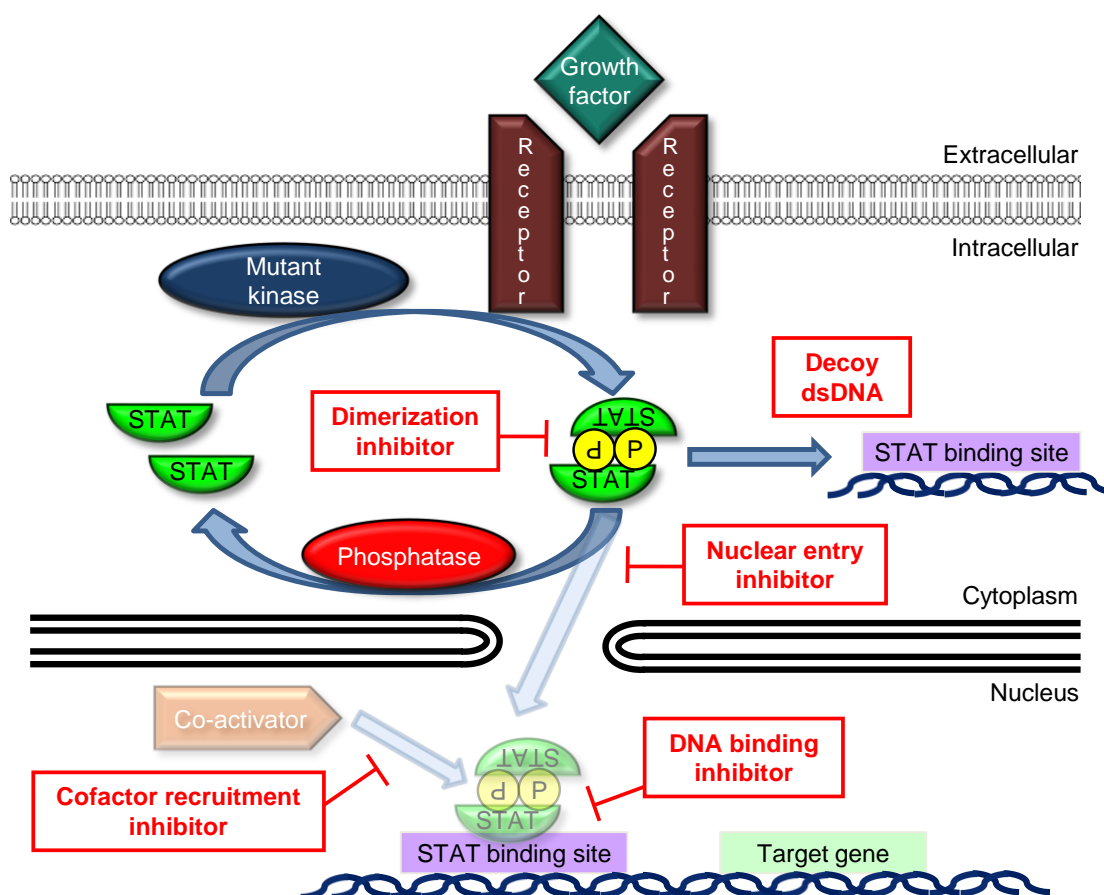 Growth
factor
Receptor
Receptor
Extracellular
Intracellular
Mutant
kinase
Decoy
dsDNA
Dimerization
inhibitor
STAT
STAT
STAT
P P
STAT
STAT binding site
Phosphatase
Nuclear entry
inhibitor
Cytoplasm
Nucleus
Co-activator
DNA binding
inhibitor
STAT
P P
STAT
Cofactor recruitment
inhibitor
STAT binding site
Target gene